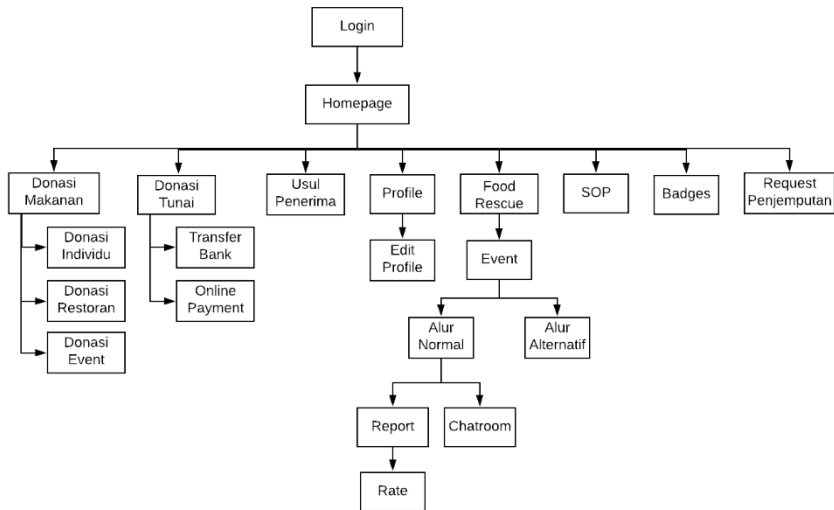 Login
Homepage
Donasi
Makanan
Donasi
Tunai
Usul
Penerima
Profile
Food
Rescue
SOP
Badges
Request
Penjemputan
Donasi
Individu
Transfer
Bank
Edit
Profile
Event
Donasi
Restoran
Online
Payment
Donasi
Event
Alur
Normal
Alur
Alternatif
Report
Chatroom
Rate